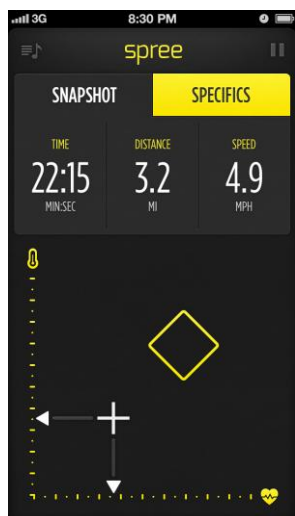 3G 8:30 PM
spree
SNAPSHOT SPECIFICS
TIME DISTANCE SPEED
22:15 3.2 4.9
MIN:SEC MI MPH